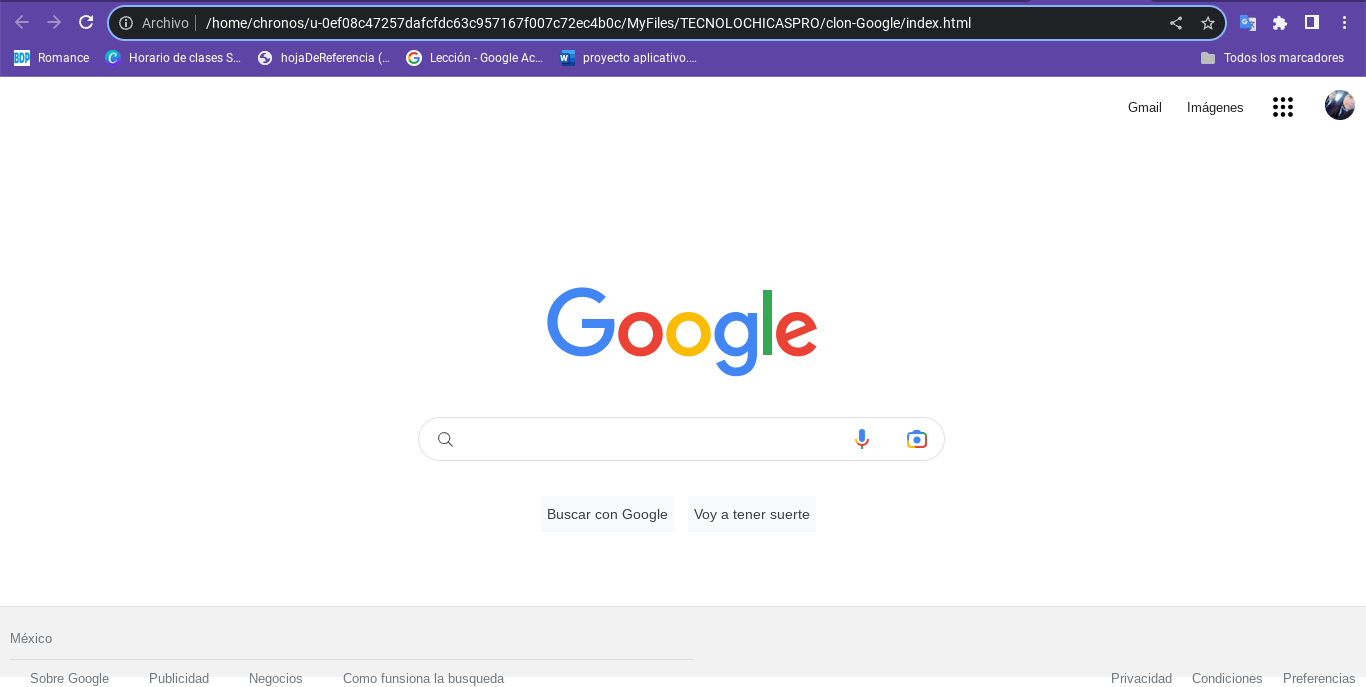 Archivo | /home/chronos/u-0ef08c47257dafcfdc63c957167f007c72ec4b0c/MyFiles/TECNOLOCHICASPRO/clon-Google/index.html
BDP Romance Horario de clases S... hojaDeReferencia (... Lección - Google Ac... W proyecto aplicativo.... Todos los marcadores
Gmail Imágenes
Google
Buscar con Google Voy a tener suerte
México
Sobre Google Publicidad Negocios Como funsiona la busqueda Privacidad Condiciones Preferencias